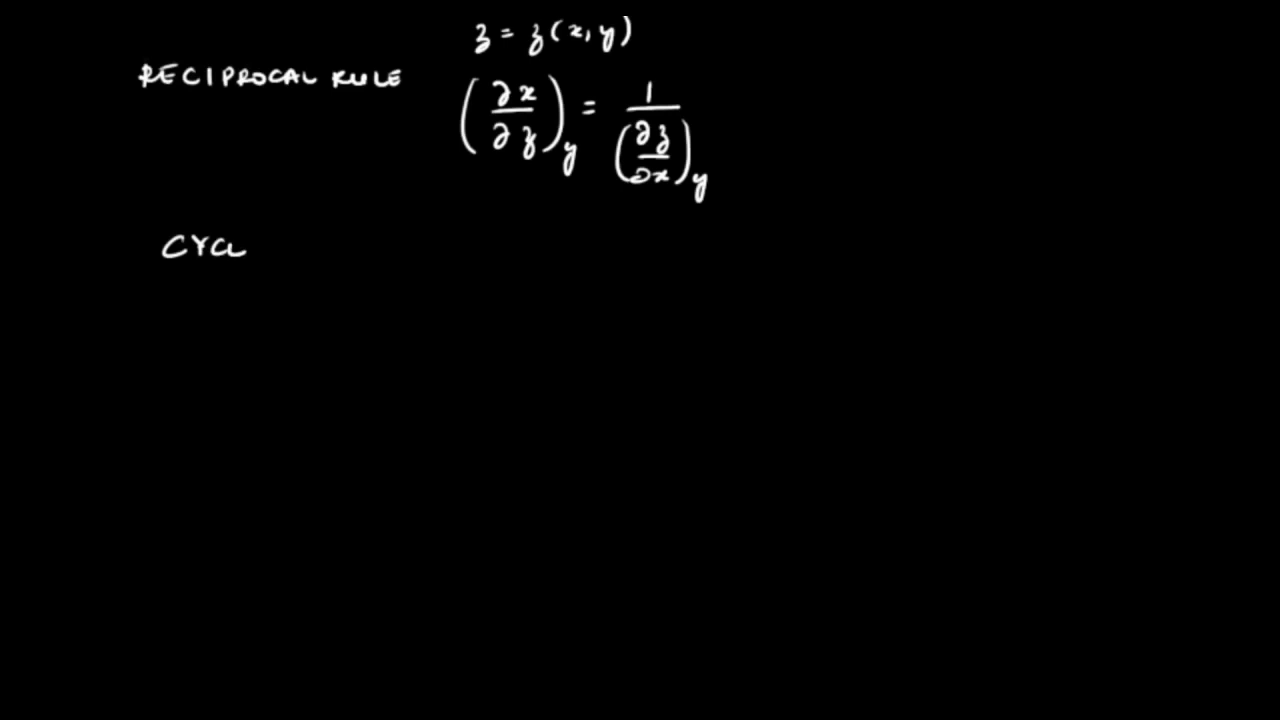 z = z(x, y)
RECIPROCAL RULE
(∂x/∂z)_y = 1/(∂z/∂x)_y
CYCL